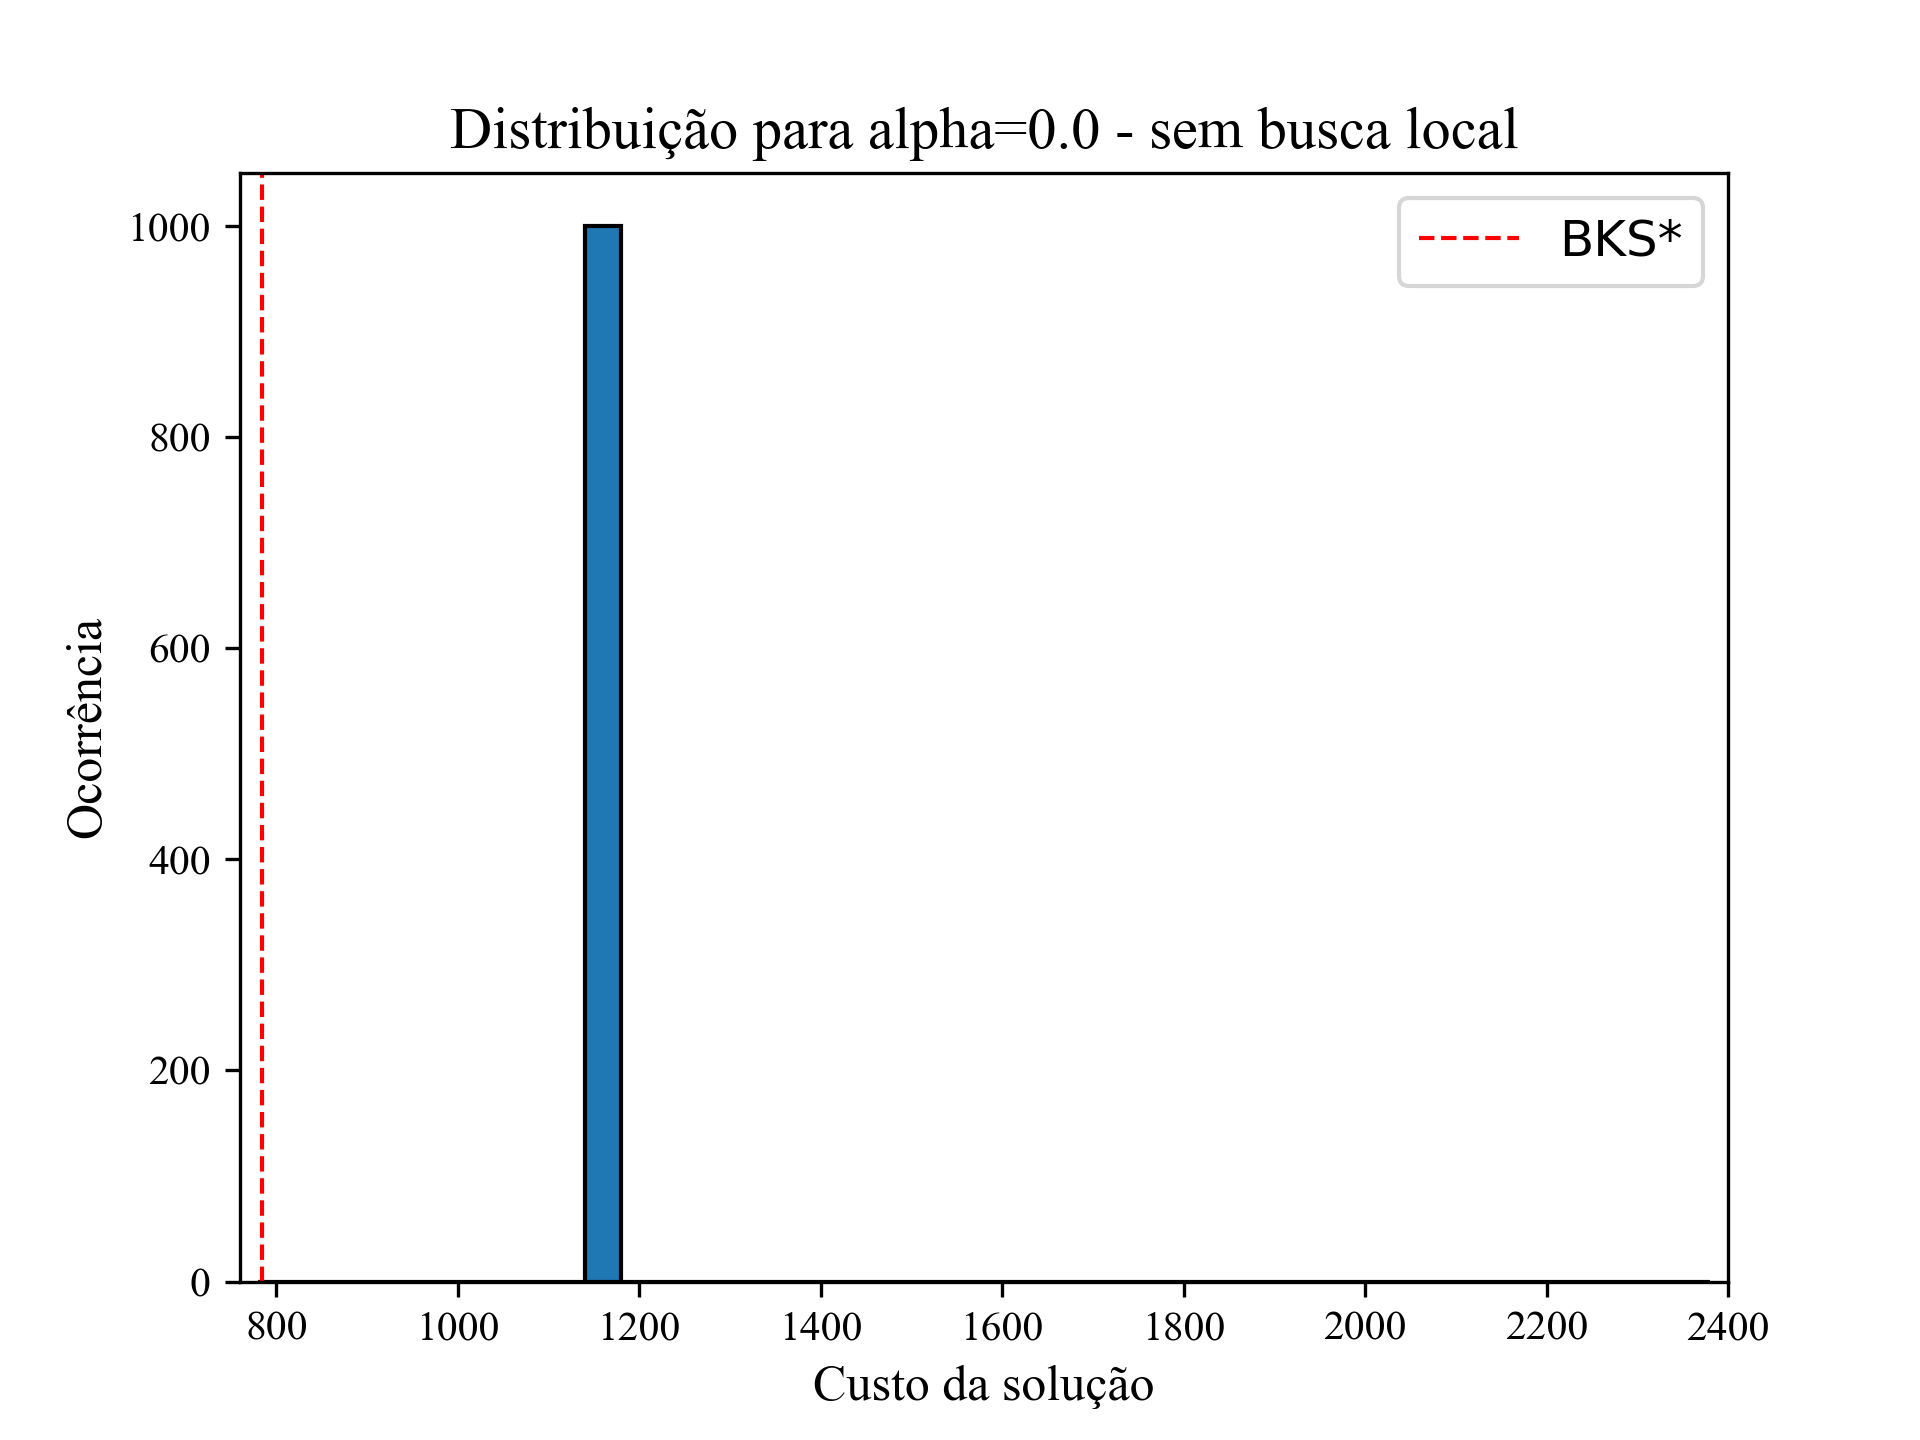 Distribuição para alpha=0.0 - sem busca local
BKS*
1000
800
600
400
200
0
Ocorrência
800 1000 1200 1400 1600 1800 2000 2200 2400
Custo da solução